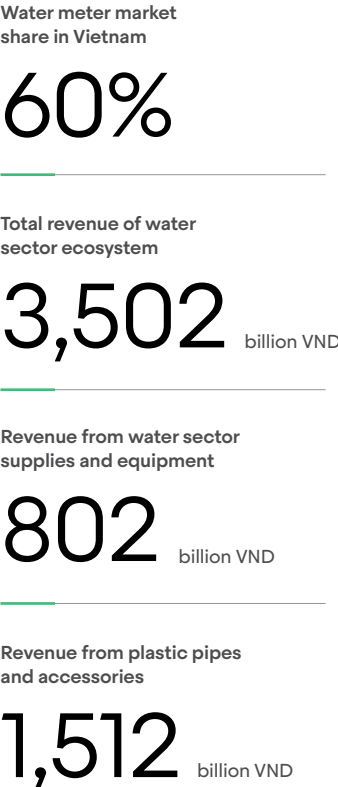 Water meter market
share in Vietnam
60%
Total revenue of water
sector ecosystem
3,502 billion VND
Revenue from water sector
supplies and equipment
802 billion VND
Revenue from plastic pipes
and accessories
1,512 billion VND